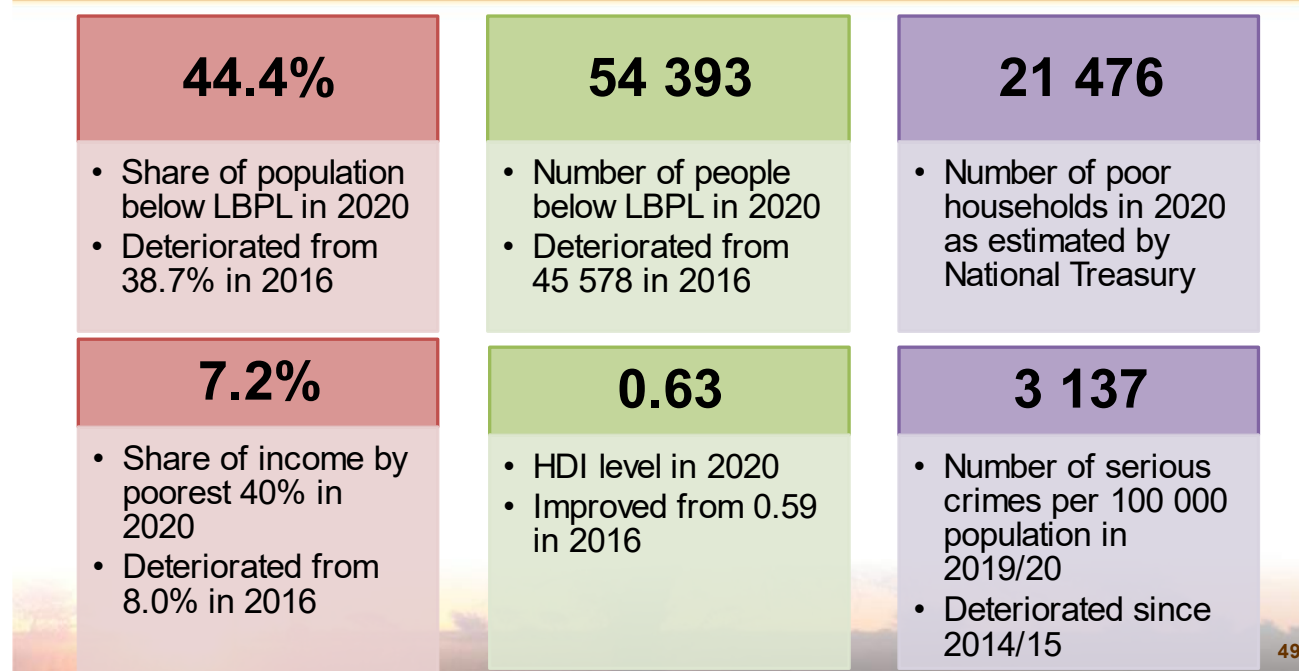 44.4%
• Share of population
below LBPL in 2020
• Deteriorated from
38.7% in 2016
54 393
• Number of people
below LBPL in 2020
• Deteriorated from
45 578 in 2016
21 476
• Number of poor
households in 2020
as estimated by
National Treasury
7.2%
• Share of income by
poorest 40% in
2020
• Deteriorated from
8.0% in 2016
0.63
• HDI level in 2020
• Improved from 0.59
in 2016
3 137
• Number of serious
crimes per 100 000
population in
2019/20
• Deteriorated since
2014/15
49